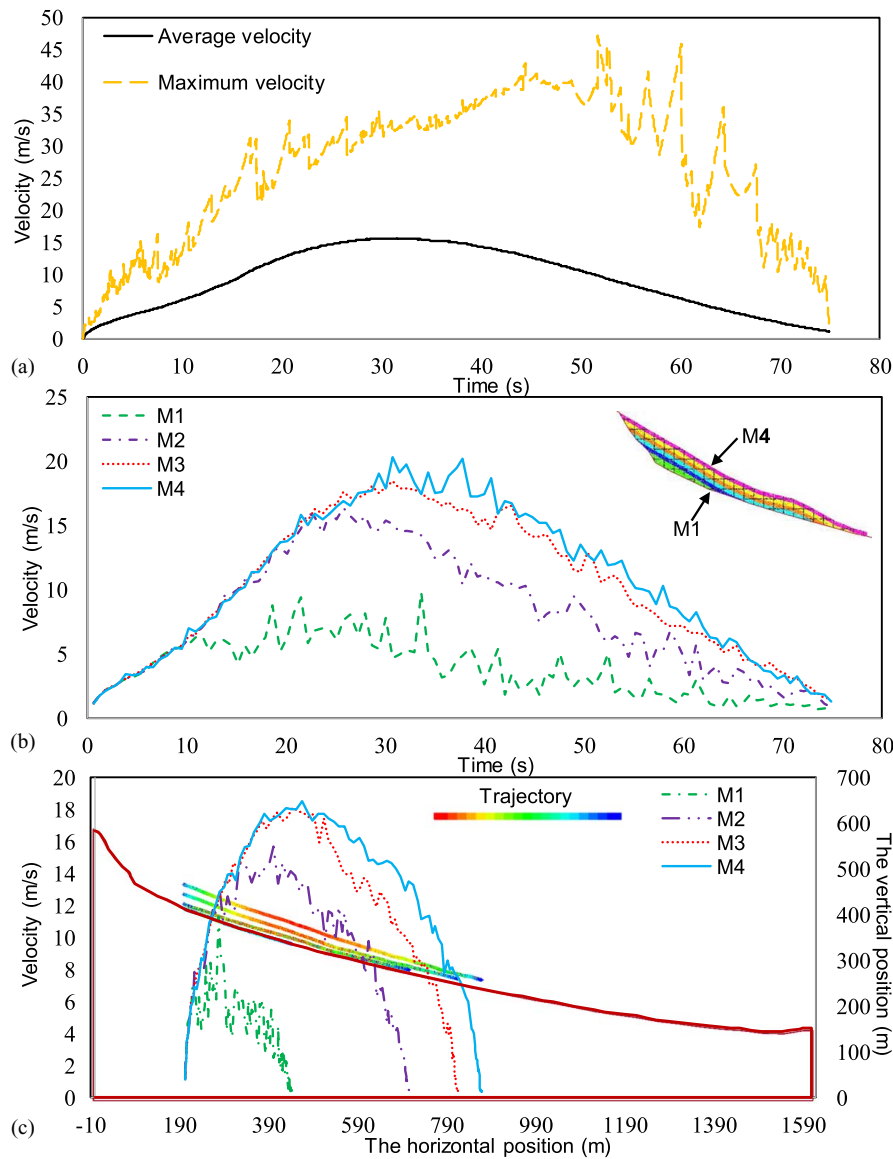 50
45
40
35
30
25
20
15
10
5
0
Velocity (m/s)
Average velocity
Maximum velocity
0 10 20 30 40 50 60 70 80
Time (s)
(a)
25
20
15
10
5
0
Velocity (m/s)
M1
M2
M3
M4
M4
M1
0 10 20 30 40 50 60 70 80
Time (s)
(b)
20
18
16
14
12
10
8
6
4
2
0
Velocity (m/s)
Trajectory
M1
M2
M3
M4
700
600
500
400
300
200
100
0
The vertical position (m)
-10 190 390 590 790 990 1190 1390 1590
The horizontal position (m)
(c)